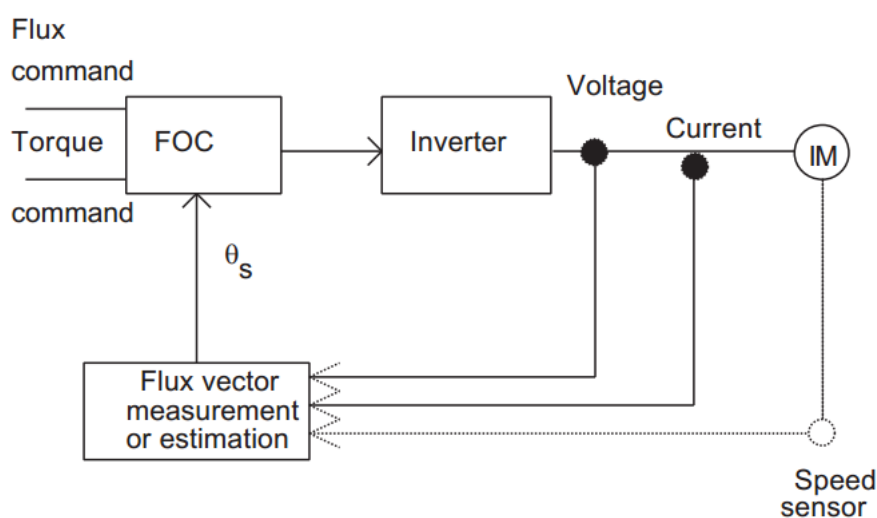 Flux
command
Torque
command
FOC
Inverter
Voltage
Current
IM
θs
Flux vector
measurement
or estimation
Speed
sensor